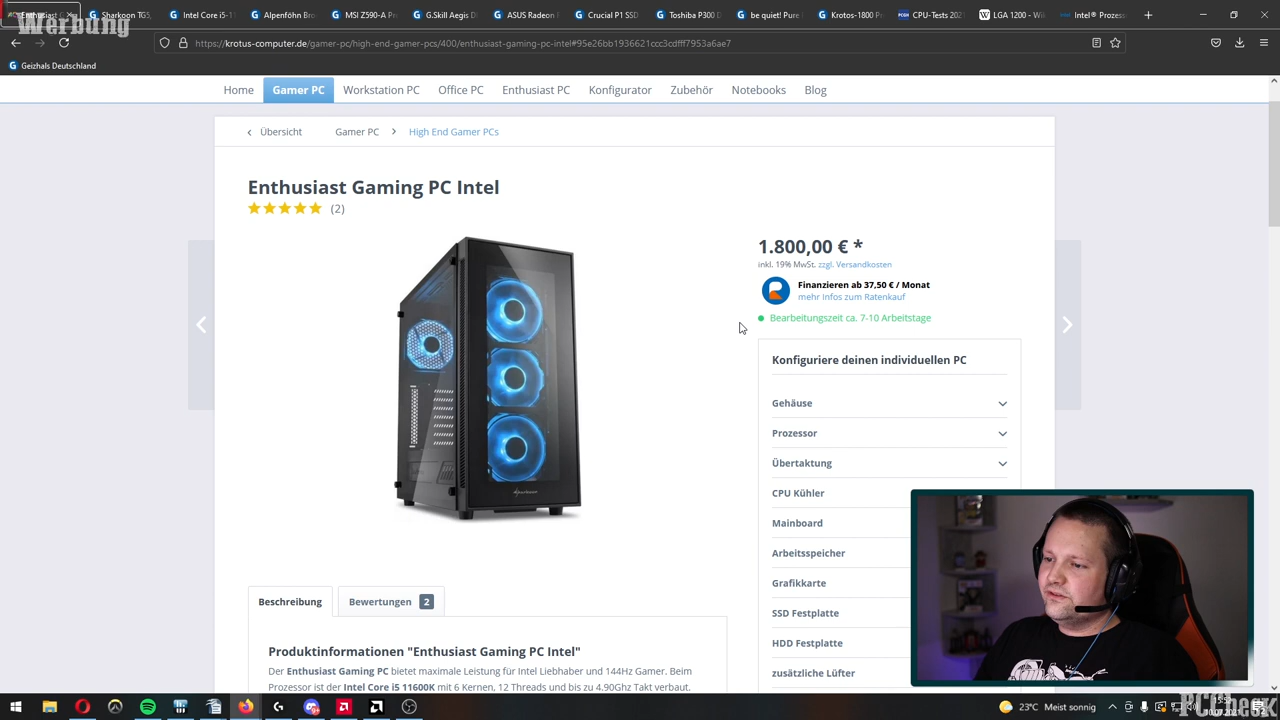 Werbung
Enthusiast G
Sharkoon TG5
Intel Core i5-1
Alpenföhn Bro
MSI Z590-A Pr
G.Skill Aegis D
ASUS Radeon R
Crucial P1 SSD
Toshiba P300 D
be quiet! Pure
Krotos-1800
CPU-Tests 202
LGA 1200 – Wi
Intel® Prozess
https://krotus-computer.de/gamer-pc/high-end-gamer-pcs/400/enthusiast-gaming-pc-intel#95e26bb1936621ccc3cdfff7953a6ae7
Geizhals Deutschland
Home Gamer PC Workstation PC Office PC Enthusiast PC Konfigurator Zubehör Notebooks Blog
Übersicht Gamer PC High End Gamer PCs
Enthusiast Gaming PC Intel
(2)
1.800,00 € *
inkl. 19% MwSt. zzgl. Versandkosten
Finanzieren ab 37,50 € / Monat
mehr Infos zum Ratenkauf
Bearbeitungszeit ca. 7-10 Arbeitstage
Konfiguriere deinen individuellen PC
Gehäuse
Prozessor
Übertaktung
CPU Kühler
Mainboard
Arbeitsspeicher
Grafikkarte
SSD Festplatte
HDD Festplatte
zusätzliche Lüfter
Beschreibung Bewertungen 2
Produktinformationen "Enthusiast Gaming PC Intel"
Der Enthusiast Gaming PC bietet maximale Leistung für Intel Liebhaber und 144Hz Gamer. Beim
Prozessor ist der Intel Core i5 11600K mit 6 Kernen, 12 Threads und bis zu 4.90Ghz Takt verbaut.
23°C Meist sonnig
PCCheck